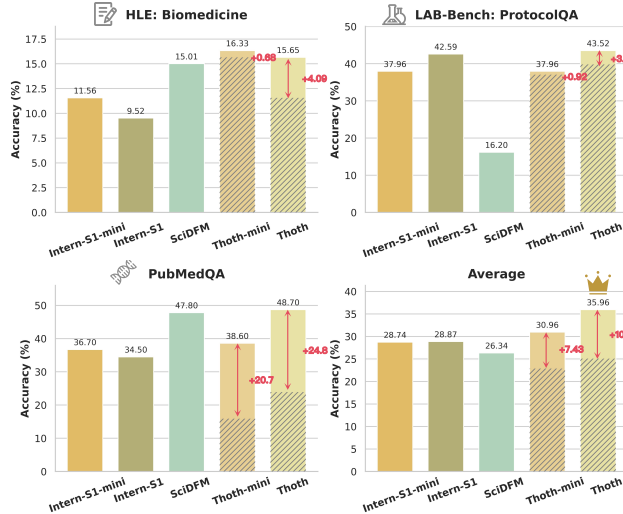 HLE: Biomedicine
Accuracy (%)
17.5
15.0
12.5
10.0
7.5
5.0
2.5
0.0
11.56
9.52
15.01
16.33
+0.68
15.65
+4.09
Intern-S1-mini
Intern-S1
SciDFM
Thoth-mini
Thoth
LAB-Bench: ProtocolQA
Accuracy (%)
50
40
30
20
10
0
37.96
42.59
16.20
37.96
+0.92
43.52
+3.
Intern-S1-mini
Intern-S1
SciDFM
Thoth-mini
Thoth
PubMedQA
Accuracy (%)
50
40
30
20
10
0
36.70
34.50
47.80
38.60
+20.7
48.70
+24.8
Intern-S1-mini
Intern-S1
SciDFM
Thoth-mini
Thoth
Average
Accuracy (%)
40
35
30
25
20
15
10
5
0
28.74
28.87
26.34
30.96
+7.43
35.96
+10
Intern-S1-mini
Intern-S1
SciDFM
Thoth-mini
Thoth